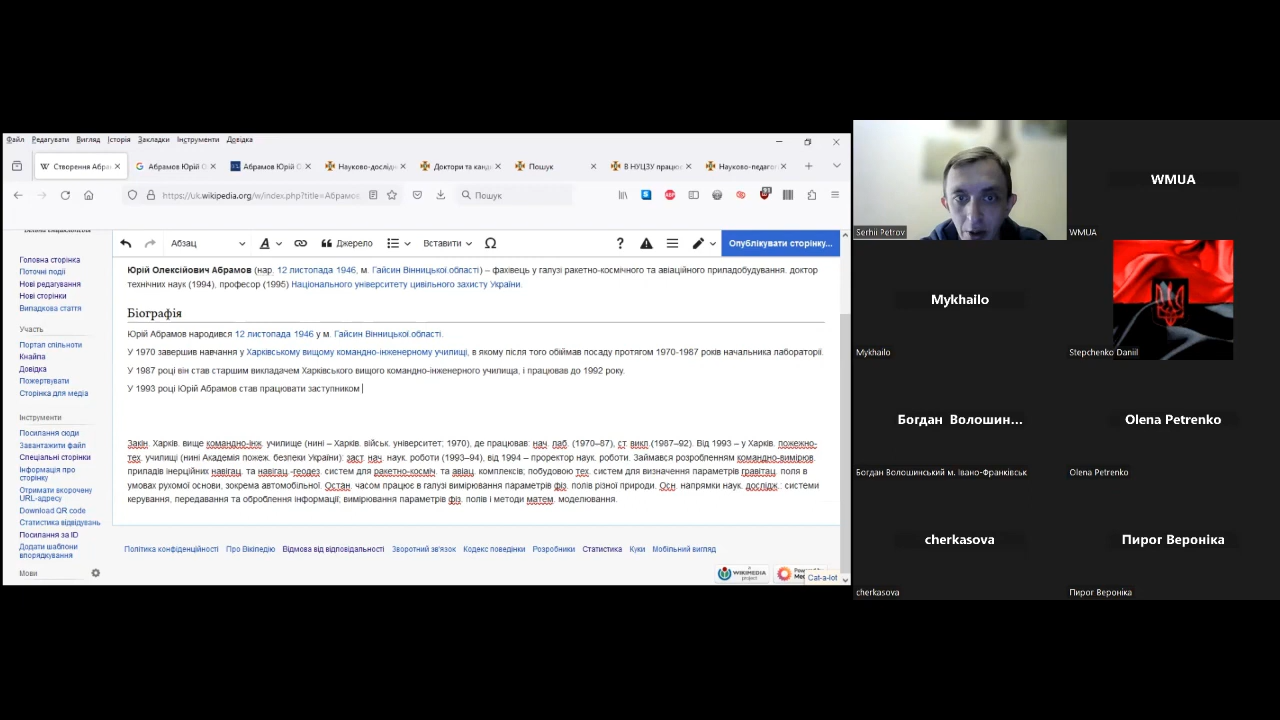 Файл Редагувати Вигляд Історія Закладки Інструменти Довідка
Створення Абра
Абрамов Юрій О
Абрамов Юрій О
Науково-дослідн
Доктори та канд
Пошук
В НУЦЗУ працює
Науково-педагог
https://uk.wikipedia.org/w/index.php?title=Абрамов
Пошук
Абзац
Джерело
Вставити
Опублікувати сторінку...
Головна сторінка
Поточні події
Нові редагування
Нові сторінки
Випадкова стаття
Участь
Портал спільноти
Кнайпа
Довідка
Пожертвувати
Сторінка для медіа
Інструменти
Посилання сюди
Завантажити файл
Спеціальні сторінки
Інформація про
сторінку
Отримати вкорочену
URL-адресу
Download QR code
Статистика відвідувань
Посилання за ID
Додати шаблони
впорядкування
Мови
Юрій Олексійович Абрамов (нар. 12 листопада 1946, м. Гайсин Вінницької області) – фахівець у галузі ракетно-космічного та авіаційного приладобудування. доктор
технічних наук (1994), професор (1995) Національного університету цивільного захисту України.
Біографія
Юрій Абрамов народився 12 листопада 1946 у м. Гайсин Вінницької області.
У 1970 завершив навчання у Харківському вищому командно-інженерному училищі, в якому після того обіймав посаду протягом 1970-1987 років начальника лабораторії.
У 1987 році він став старшим викладачем Харківського вищого командно-інженерного училища, і працював до 1992 року.
У 1993 році Юрій Абрамов став працювати заступником
Закін. Харків. вище командно-інж. училище (нині – Харків. військ. університет; 1970), де працював: нач. лаб. (1970–87), ст. викл.(1987–92). Від 1993 – у Харків. пожежно-
тех. училищі (нині Академія пожеж. безпеки України): заст. нач. наук. роботи (1993–94), від 1994 – проректор наук. роботи. Займався розробленням командно-вимірюв.
приладів інерційних навігац. та навігац.-геодез. систем для ракетно-косміч. та авіац. комплексів; побудовою тех. систем для визначення параметрів гравітац. поля в
умовах рухомої основи, зокрема автомобільної. Остан. часом працює в галузі вимірювання параметрів фіз. полів різної природи. Осн. напрямки наук. дослідж.: системи
керування, передавання та оброблення інформації; вимірювання параметрів фіз. полів і методи матем. моделювання.
Політика конфіденційності Про Вікіпедію Відмова від відповідальності Зворотний зв'язок Кодекс поведінки Розробники Статистика Куки Мобільний вигляд
WIKIMEDIA
project
Cat-a-lot
Serhii Petrov
WMUA
WMUA
Mykhailo
Mykhailo
Stepchenko Daniil
Богдан Волошин...
Богдан Волошинський м. Івано-Франківськ
Olena Petrenko
Olena Petrenko
cherkasova
cherkasova
Пирог Вероніка
Пирог Вероніка